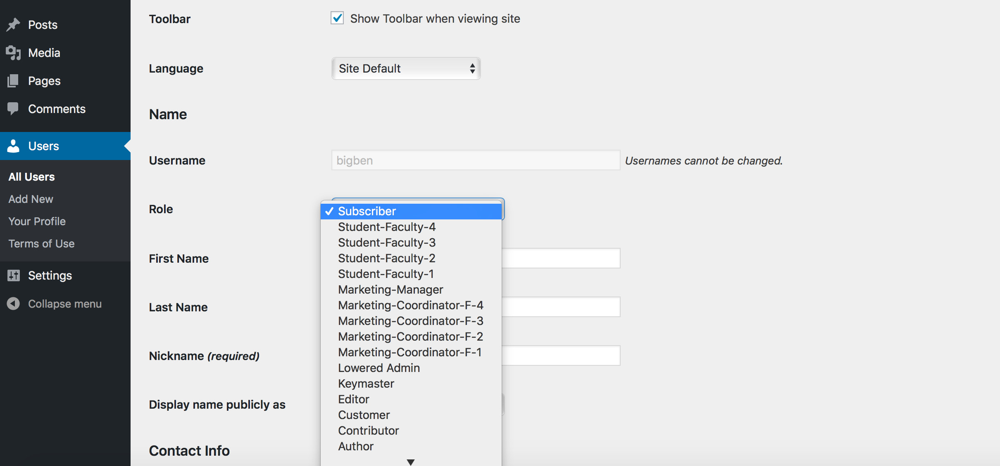 Posts
Media
Pages
Comments
Users
All Users
Add New
Your Profile
Terms of Use
Settings
Collapse menu
Toolbar
Show Toolbar when viewing site
Language
Site Default
Name
Username
bigben
Usernames cannot be changed.
Role
Subscriber
Student-Faculty-4
Student-Faculty-3
Student-Faculty-2
Student-Faculty-1
Marketing-Manager
Marketing-Coordinator-F-4
Marketing-Coordinator-F-3
Marketing-Coordinator-F-2
Marketing-Coordinator-F-1
Lowered Admin
Keymaster
Editor
Customer
Contributor
Author
First Name
Last Name
Nickname (required)
Display name publicly as
Contact Info